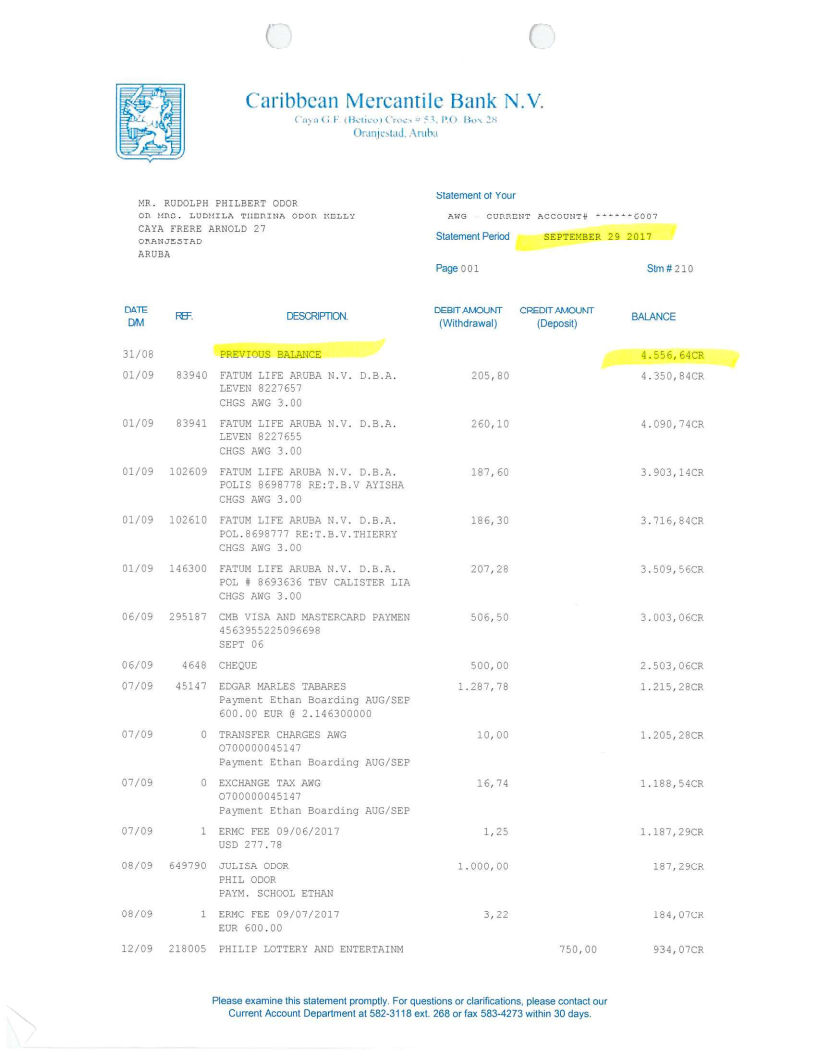 Caribbean Mercantile Bank N.V.
Caya G.F. (Betico) Croes # 53, P.O. Box 28
Oranjestad, Aruba
MR. RUDOLPH PHILBERT ODOR
OR MRS. LUDMILA THERINA ODOR KELLY
CAYA FRERE ARNOLD 27
ORANJESTAD
ARUBA
Statement of Your
AWG - CURRENT ACCOUNT# ******6007
Statement Period SEPTEMBER 29 2017
Page 001 Stm # 210
DATE D/M REF. DESCRIPTION. DEBIT AMOUNT (Withdrawal) CREDIT AMOUNT (Deposit) BALANCE
31/08 PREVIOUS BALANCE 4.556,64CR
01/09 83940 FATUM LIFE ARUBA N.V. D.B.A. 205,80 4.350,84CR
LEVEN 8227657
CHGS AWG 3.00
01/09 83941 FATUM LIFE ARUBA N.V. D.B.A. 260,10 4.090,74CR
LEVEN 8227655
CHGS AWG 3.00
01/09 102609 FATUM LIFE ARUBA N.V. D.B.A. 187,60 3.903,14CR
POLIS 8698778 RE:T.B.V AYISHA
CHGS AWG 3.00
01/09 102610 FATUM LIFE ARUBA N.V. D.B.A. 186,30 3.716,84CR
POL.8698777 RE:T.B.V.THIERRY
CHGS AWG 3.00
01/09 146300 FATUM LIFE ARUBA N.V. D.B.A. 207,28 3.509,56CR
POL # 8693636 TBV CALISTER LIA
CHGS AWG 3.00
06/09 295187 CMB VISA AND MASTERCARD PAYMEN 506,50 3.003,06CR
4563955225096698
SEPT 06
06/09 4648 CHEQUE 500,00 2.503,06CR
07/09 45147 EDGAR MARLES TABARES 1.287,78 1.215,28CR
Payment Ethan Boarding AUG/SEP
600.00 EUR @ 2.146300000
07/09 0 TRANSFER CHARGES AWG 10,00 1.205,28CR
O700000045147
Payment Ethan Boarding AUG/SEP
07/09 0 EXCHANGE TAX AWG 16,74 1.188,54CR
O700000045147
Payment Ethan Boarding AUG/SEP
07/09 1 ERMC FEE 09/06/2017 1,25 1.187,29CR
USD 277.78
08/09 649790 JULISA ODOR 1.000,00 187,29CR
PHIL ODOR
PAYM. SCHOOL ETHAN
08/09 1 ERMC FEE 09/07/2017 3,22 184,07CR
EUR 600.00
12/09 218005 PHILIP LOTTERY AND ENTERTAINM 750,00 934,07CR
Please examine this statement promptly. For questions or clarifications, please contact our
Current Account Department at 582-3118 ext. 268 or fax 583-4273 within 30 days.